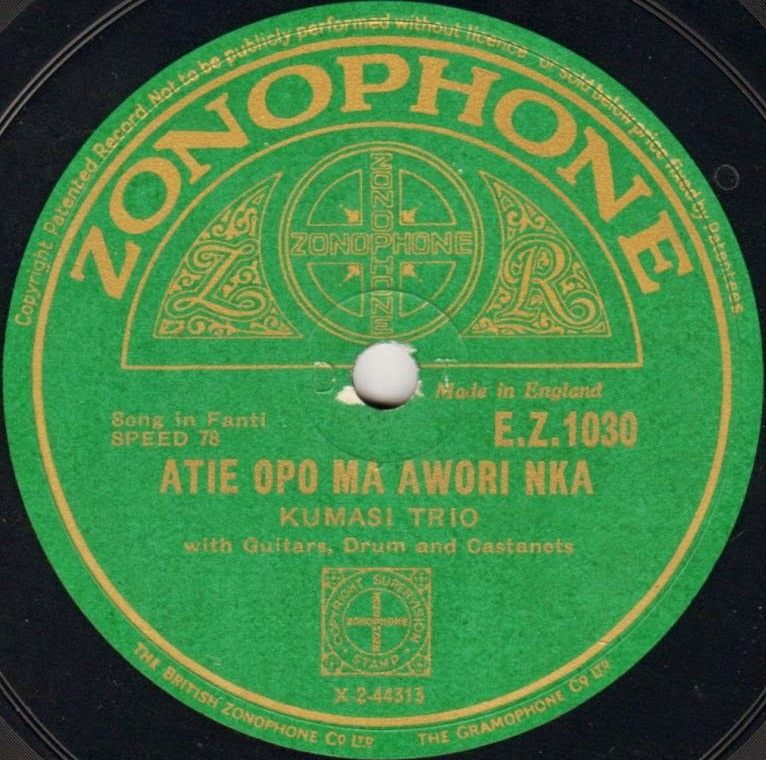 Copyright Patented Record. Not to be publicly performed without licence or sold below price fixed by Patentees.
ZONOPHONE
ZONOPHONE
ZONOPHONE
Z
R
Made in England
Song in Fanti
SPEED 78
E.Z.1030
ATIE OPO MA AWORI NKA
KUMASI TRIO
with Guitars, Drum and Castanets
COPYRIGHT SUPERVISION
ZONOPHONE
ZONOPHONE
STAMP
X-2-44313
THE BRITISH ZONOPHONE CO LTD
THE GRAMOPHONE CO LTD